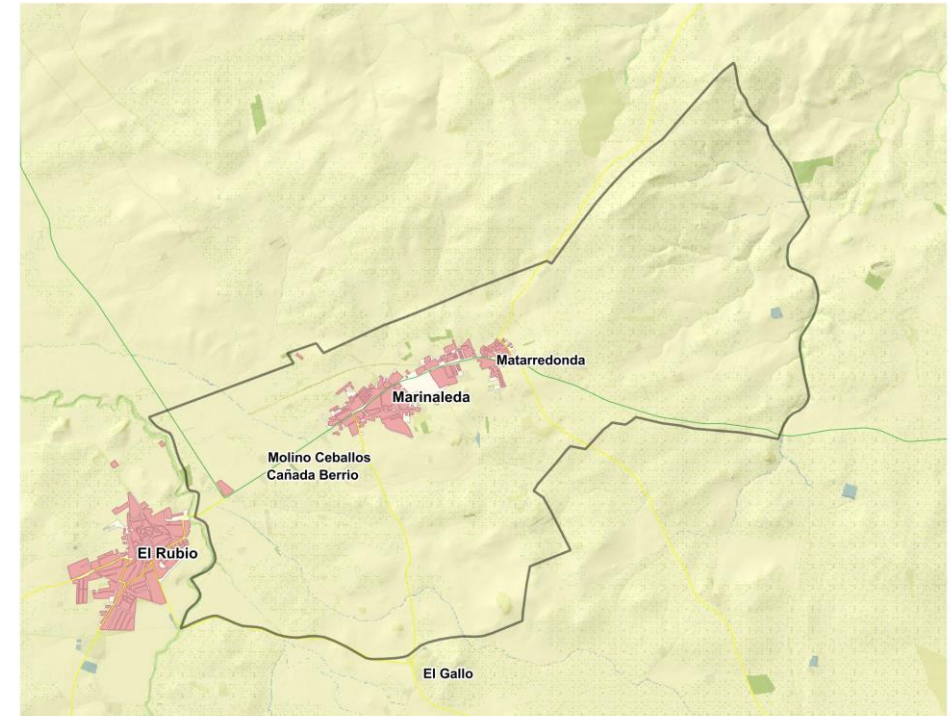 Matarredonda
Marinaleda
Molino Ceballos
Cañada Berrio
El Rubio
El Gallo